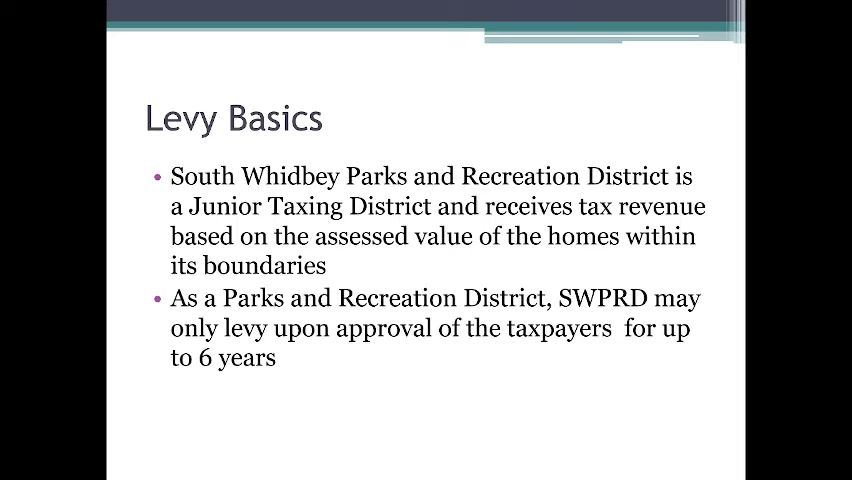 Levy Basics
• South Whidbey Parks and Recreation District is
a Junior Taxing District and receives tax revenue
based on the assessed value of the homes within
its boundaries
• As a Parks and Recreation District, SWPRD may
only levy upon approval of the taxpayers  for up
to 6 years